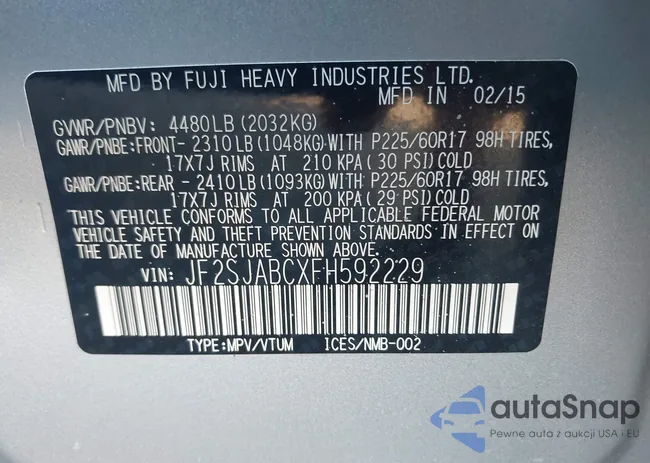 MFD BY FUJI HEAVY INDUSTRIES LTD.
MFD IN 02/15
GVWR/PNBV: 4480LB (2032KG)
GAWR/PNBE:FRONT- 2310LB(1048KG)WITH P225/60R17 98H TIRES,
17X7J RIMS AT 210 KPA (30 PSI)COLD
GAWR/PNBE:REAR - 2410LB(1093KG)WITH P225/60R17 98H TIRES,
17X7J RIMS AT 200 KPA (29 PSI)COLD
THIS VEHICLE CONFORMS TO ALL APPLICABLE FEDERAL MOTOR
VEHICLE SAFETY AND THEFT PREVENTION STANDARDS IN EFFECT ON
THE DATE OF MANUFACTURE SHOWN ABOVE.
VIN: JF2SJABCXFH592229
TYPE:MPV/VTUM ICES/NMB-002
autaSnap
Pewne auta z aukcji USA i EU